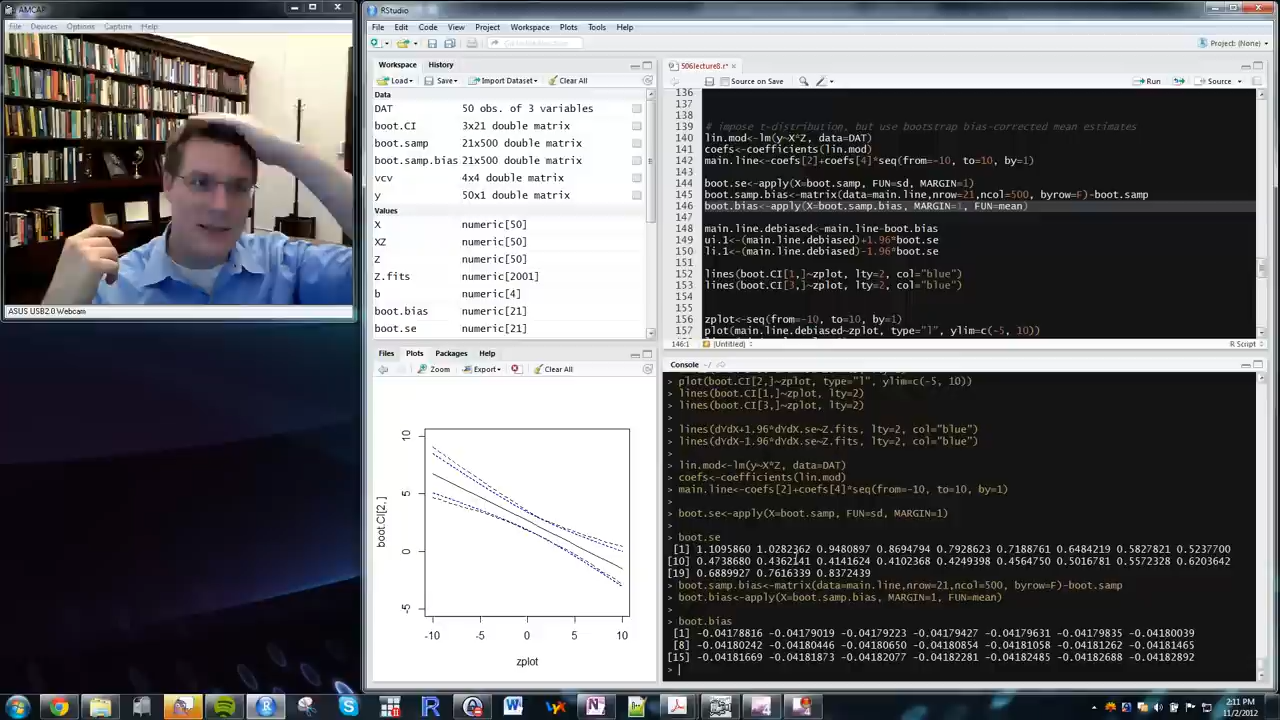 AMCAP
File Devices Options Capture Help
ASUS USB2.0 Webcam
RStudio
File Edit Code View Project Workspace Plots Tools Help
Go to file/function
Project: (None)
Workspace History
Load Save Import Dataset Clear All
Data
DAT 50 obs. of 3 variables
boot.CI 3x21 double matrix
boot.samp 21x500 double matrix
boot.samp.bias 21x500 double matrix
vcv 4x4 double matrix
y 50x1 double matrix
Values
X numeric[50]
XZ numeric[50]
Z numeric[50]
Z.fits numeric[2001]
b numeric[4]
boot.bias numeric[21]
boot.se numeric[21]
Files Plots Packages Help
Zoom Export Clear All
boot.CI[2, ]
10
5
0
-5
-10 -5 0 5 10
zplot
506lecture8.r*
Source on Save Run Source
136
137
138
139 # impose t-distribution, but use bootstrap bias-corrected mean estimates
140 lin.mod<-lm(y~X*Z, data=DAT)
141 coefs<-coefficients(lin.mod)
142 main.line<-coefs[2]+coefs[4]*seq(from=-10, to=10, by=1)
143
144 boot.se<-apply(X=boot.samp, FUN=sd, MARGIN=1)
145 boot.samp.bias<-matrix(data=main.line,nrow=21,ncol=500, byrow=F)-boot.samp
146 boot.bias<-apply(X=boot.samp.bias, MARGIN=1, FUN=mean)
147
148 main.line.debiased<-main.line-boot.bias
149 ui.1<-(main.line.debiased)+1.96*boot.se
150 li.1<-(main.line.debiased)-1.96*boot.se
151
152 lines(boot.CI[1,]~zplot, lty=2, col="blue")
153 lines(boot.CI[3,]~zplot, lty=2, col="blue")
154
155
156 zplot<-seq(from=-10, to=10, by=1)
157 plot(main.line.debiased~zplot, type="l", ylim=c(-5, 10))
146:1 (Untitled) R Script
Console ~/
> plot(boot.CI[2,]~zplot, type="l", ylim=c(-5, 10))
> lines(boot.CI[1,]~zplot, lty=2)
> lines(boot.CI[3,]~zplot, lty=2)
>
> lines(dYdX+1.96*dYdX.se~Z.fits, lty=2, col="blue")
> lines(dYdX-1.96*dYdX.se~Z.fits, lty=2, col="blue")
>
> lin.mod<-lm(y~X*Z, data=DAT)
> coefs<-coefficients(lin.mod)
> main.line<-coefs[2]+coefs[4]*seq(from=-10, to=10, by=1)
>
> boot.se<-apply(X=boot.samp, FUN=sd, MARGIN=1)
>
> boot.se
[1] 1.1095860 1.0282362 0.9480897 0.8694794 0.7928623 0.7188761 0.6484219 0.5827821 0.5237700
[10] 0.4738680 0.4362141 0.4141624 0.4102368 0.4249398 0.4564750 0.5016781 0.5572328 0.6203642
[19] 0.6889927 0.7616339 0.8372439
> boot.samp.bias<-matrix(data=main.line,nrow=21,ncol=500, byrow=F)-boot.samp
> boot.bias<-apply(X=boot.samp.bias, MARGIN=1, FUN=mean)
>
> boot.bias
[1] -0.04178816 -0.04179019 -0.04179223 -0.04179427 -0.04179631 -0.04179835 -0.04180039
[8] -0.04180242 -0.04180446 -0.04180650 -0.04180854 -0.04181058 -0.04181262 -0.04181465
[15] -0.04181669 -0.04181873 -0.04182077 -0.04182281 -0.04182485 -0.04182688 -0.04182892
>
2:11 PM
11/2/2012